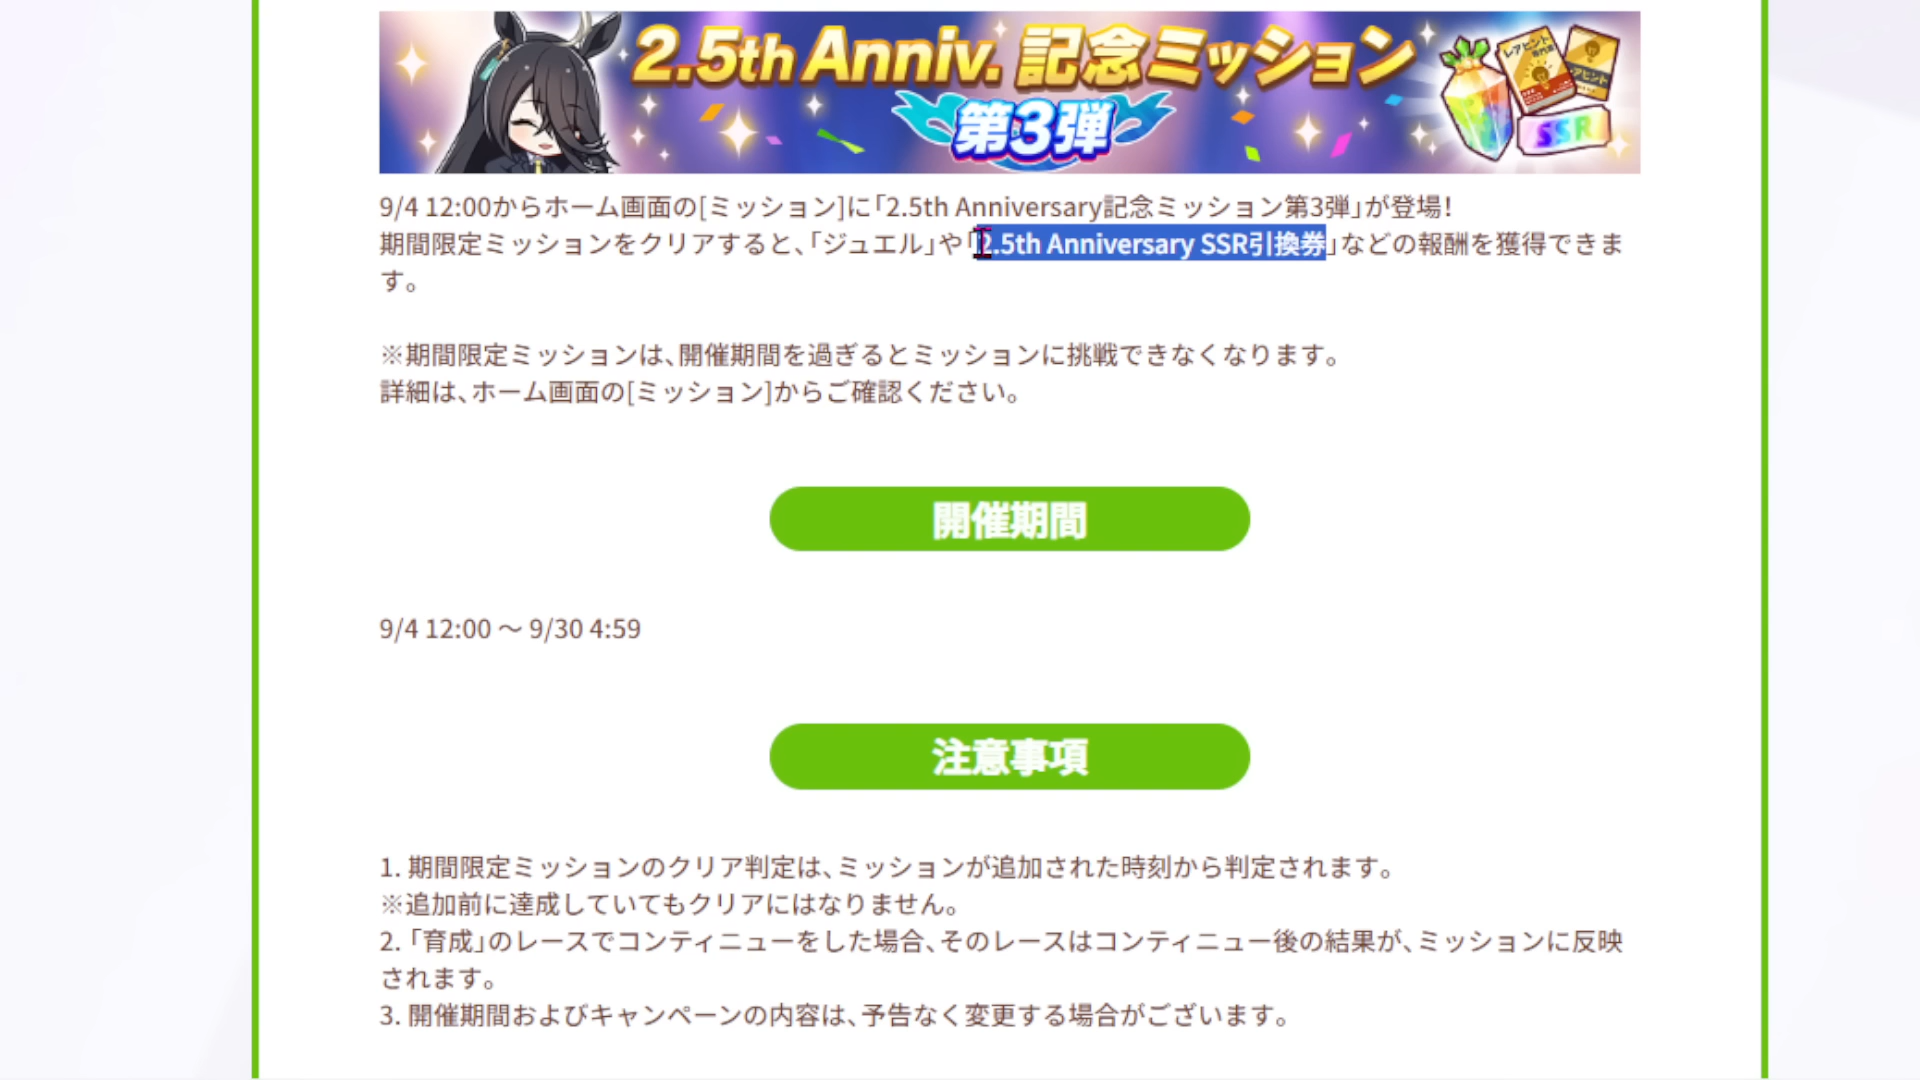 2.5th Anniv. 記念ミッション
第3弾
レアヒント
SSR
9/4 12:00からホーム画面の[ミッション]に「2.5th Anniversary記念ミッション第3弾」が登場!
期間限定ミッションをクリアすると、「ジュエル」や「2.5th Anniversary SSR引換券」などの報酬を獲得できま
す。
※期間限定ミッションは、開催期間を過ぎるとミッションに挑戦できなくなります。
詳細は、ホーム画面の[ミッション]からご確認ください。
開催期間
9/4 12:00 ～ 9/30 4:59
注意事項
1. 期間限定ミッションのクリア判定は、ミッションが追加された時刻から判定されます。
※追加前に達成していてもクリアにはなりません。
2. 「育成」のレースでコンティニューをした場合、そのレースはコンティニュー後の結果が、ミッションに反映
されます。
3. 開催期間およびキャンペーンの内容は、予告なく変更する場合がございます。